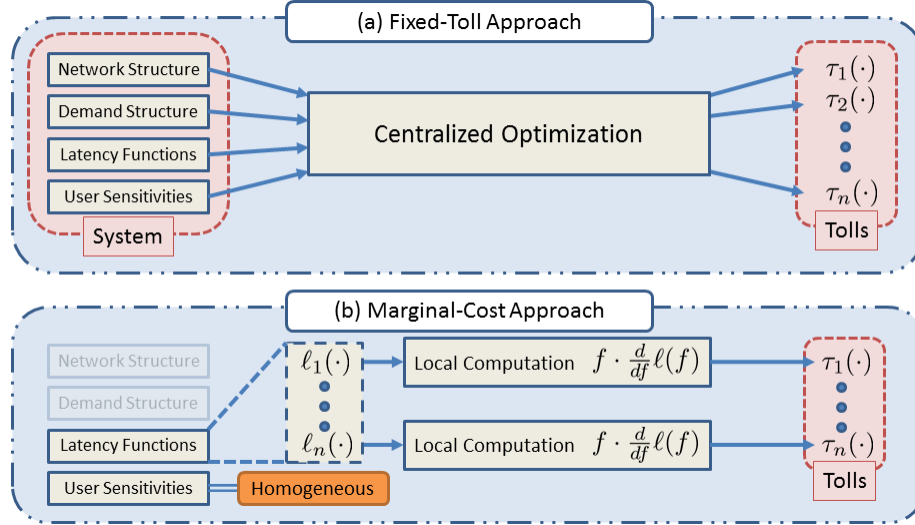 (a) Fixed-Toll Approach
Network Structure
Demand Structure
Latency Functions
User Sensitivities
System
Centralized Optimization
τ₁(·)
τ₂(·)
τₙ(·)
Tolls
(b) Marginal-Cost Approach
Network Structure
Demand Structure
Latency Functions
User Sensitivities
Homogeneous
ℓ₁(·)
ℓₙ(·)
Local Computation f · d/df ℓ(f)
Local Computation f · d/df ℓ(f)
τ₁(·)
τₙ(·)
Tolls